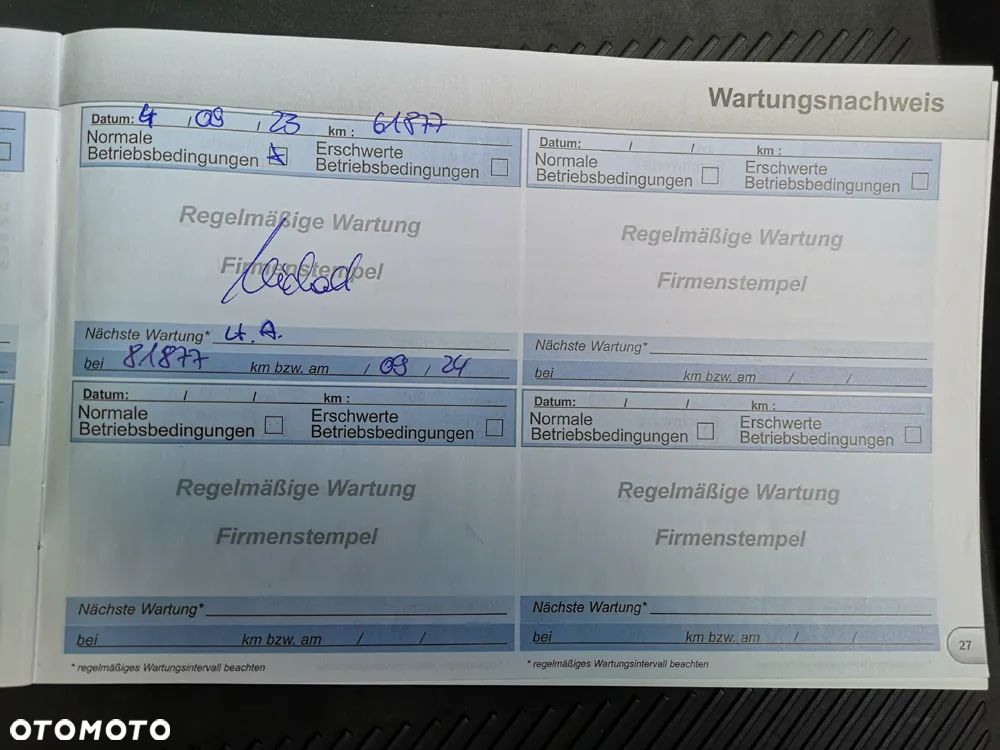 Wartungsnachweis
Datum: 4 / 09 / 23 km : 61877
Normale
Betriebsbedingungen
Erschwerte
Betriebsbedingungen
Regelmäßige Wartung
Firmenstempel
Nächste Wartung*
bei 81877 km bzw. am / 09 / 24
Datum: / / km :
Normale
Betriebsbedingungen
Erschwerte
Betriebsbedingungen
Regelmäßige Wartung
Firmenstempel
Nächste Wartung*
bei km bzw. am / /
* regelmäßiges Wartungsintervall beachten
Datum: / / km :
Normale
Betriebsbedingungen
Erschwerte
Betriebsbedingungen
Regelmäßige Wartung
Firmenstempel
Nächste Wartung*
bei km bzw. am / /
Datum: / / km :
Normale
Betriebsbedingungen
Erschwerte
Betriebsbedingungen
Regelmäßige Wartung
Firmenstempel
Nächste Wartung*
bei km bzw. am / /
* regelmäßiges Wartungsintervall beachten
27
OTOMOTO